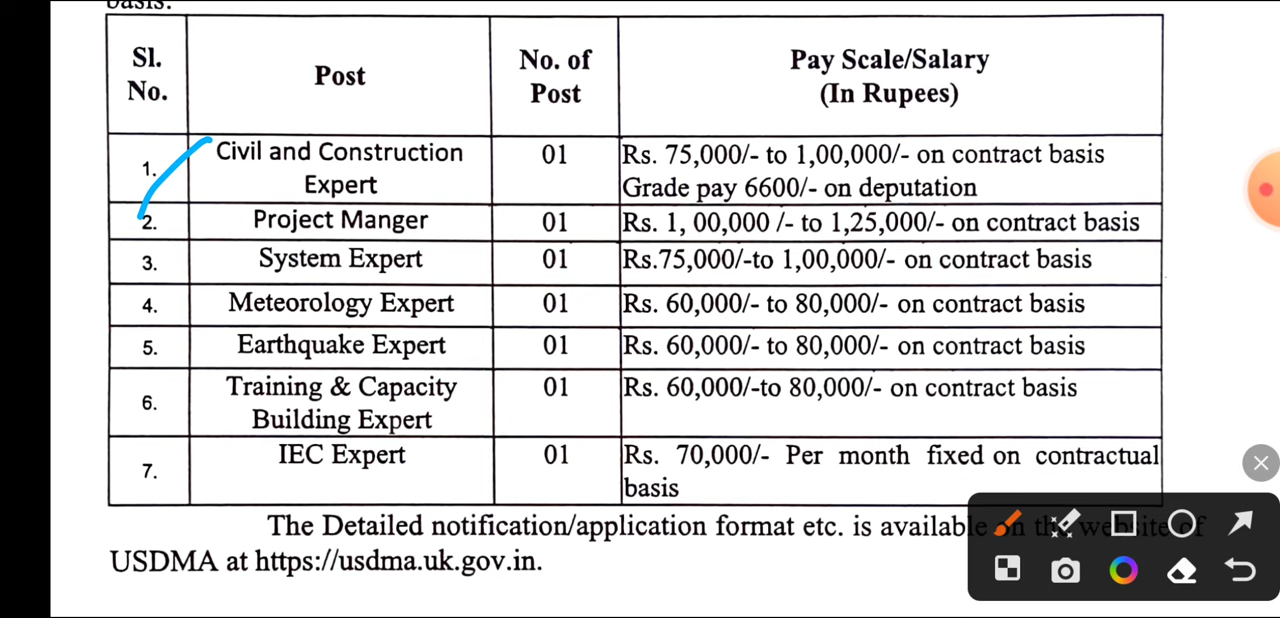 basis.
Sl. No. Post No. of Post Pay Scale/Salary (In Rupees)
1. Civil and Construction Expert 01 Rs. 75,000/- to 1,00,000/- on contract basis Grade pay 6600/- on deputation
2. Project Manger 01 Rs. 1, 00,000 /- to 1,25,000/- on contract basis
3. System Expert 01 Rs.75,000/-to 1,00,000/- on contract basis
4. Meteorology Expert 01 Rs. 60,000/- to 80,000/- on contract basis
5. Earthquake Expert 01 Rs. 60,000/- to 80,000/- on contract basis
6. Training & Capacity Building Expert 01 Rs. 60,000/-to 80,000/- on contract basis
7. IEC Expert 01 Rs. 70,000/- Per month fixed on contractual basis
The Detailed notification/application format etc. is available on the website of
USDMA at https://usdma.uk.gov.in.